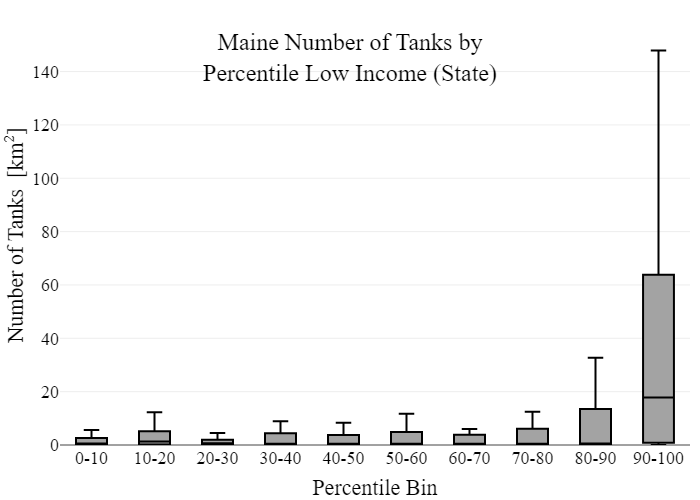 Maine Number of Tanks by
Percentile Low Income (State)
Number of Tanks [km²]
140
120
100
80
60
40
20
0
0-10 10-20 20-30 30-40 40-50 50-60 60-70 70-80 80-90 90-100
Percentile Bin